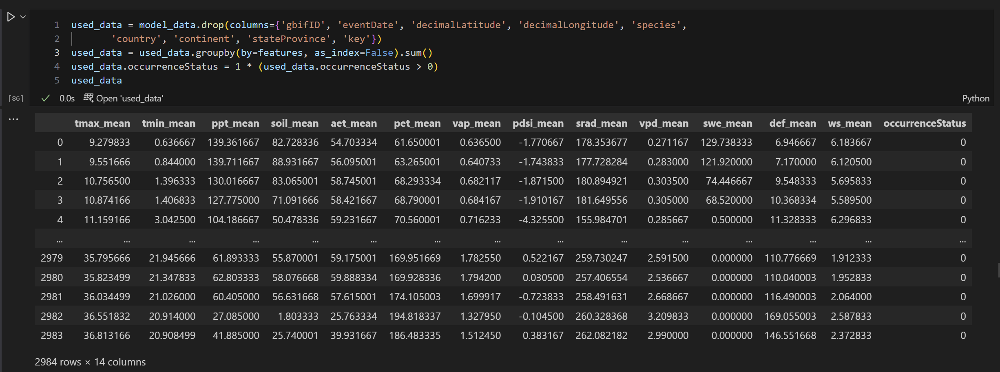 1 used_data = model_data.drop(columns={'gbifID', 'eventDate', 'decimalLatitude', 'decimalLongitude', 'species',
2 'country', 'continent', 'stateProvince', 'key'})
3 used_data = used_data.groupby(by=features, as_index=False).sum()
4 used_data.occurrenceStatus = 1 * (used_data.occurrenceStatus > 0)
5 used_data
[86] 0.0s Open 'used_data' Python
...
tmax_mean tmin_mean ppt_mean soil_mean aet_mean pet_mean vap_mean pdsi_mean srad_mean vpd_mean swe_mean def_mean ws_mean occurrenceStatus
0 9.279833 0.636667 139.361667 82.728336 54.703334 61.650001 0.636500 -1.770667 178.353677 0.271167 129.738333 6.946667 6.183667 0
1 9.551666 0.844000 139.711667 88.931667 56.095001 63.265001 0.640733 -1.743833 177.728284 0.283000 121.920000 7.170000 6.120500 0
2 10.756500 1.396333 130.016667 83.065001 58.745001 68.293334 0.682117 -1.871500 180.894921 0.303500 74.446667 9.548333 5.695833 0
3 10.874166 1.406833 127.775000 71.091666 58.421667 68.790001 0.684167 -1.910167 181.649556 0.305000 68.520000 10.368334 5.589500 0
4 11.159166 3.042500 104.186667 50.478336 59.231667 70.560001 0.716233 -4.325500 155.984701 0.285667 0.500000 11.328333 6.296833 0
... ... ... ... ... ... ... ... ... ... ... ... ... ... ...
2979 35.795666 21.945666 61.893333 55.870001 59.175001 169.951669 1.782550 0.522167 259.730247 2.591500 0.000000 110.776669 1.912333 0
2980 35.823499 21.347833 62.803333 58.076668 59.888334 169.928336 1.794200 0.030500 257.406554 2.536667 0.000000 110.040003 1.952833 0
2981 36.034499 21.026000 60.405000 56.631668 57.615001 174.105003 1.699917 -0.723833 258.491631 2.668667 0.000000 116.490003 2.064000 0
2982 36.551832 20.914000 27.085000 1.803333 25.763334 194.818337 1.327950 -0.104500 260.328368 3.209833 0.000000 169.055003 2.587833 0
2983 36.813166 20.908499 41.885000 25.740001 39.931667 186.483335 1.512450 0.383167 262.082182 2.990000 0.000000 146.551668 2.372833 0
2984 rows × 14 columns